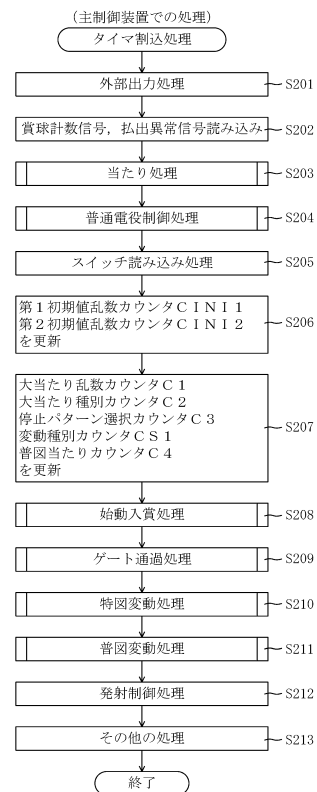 (主制御装置での処理)
タイマ割込処理
外部出力処理 S201
賞球計数信号，払出異常信号読み込み S202
当たり処理 S203
普通電役制御処理 S204
スイッチ読み込み処理 S205
第１初期値乱数カウンタＣＩＮＩ１
第２初期値乱数カウンタＣＩＮＩ２
を更新 S206
大当たり乱数カウンタＣ１
大当たり種別カウンタＣ２
停止パターン選択カウンタＣ３
変動種別カウンタＣＳ１
普図当たりカウンタＣ４
を更新 S207
始動入賞処理 S208
ゲート通過処理 S209
特図変動処理 S210
普図変動処理 S211
発射制御処理 S212
その他の処理 S213
終了